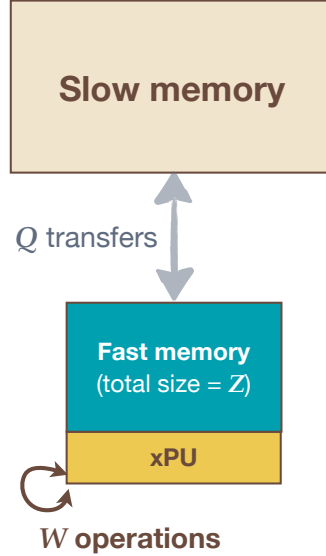 Slow memory
Q transfers
Fast memory
(total size = Z)
xPU
W operations